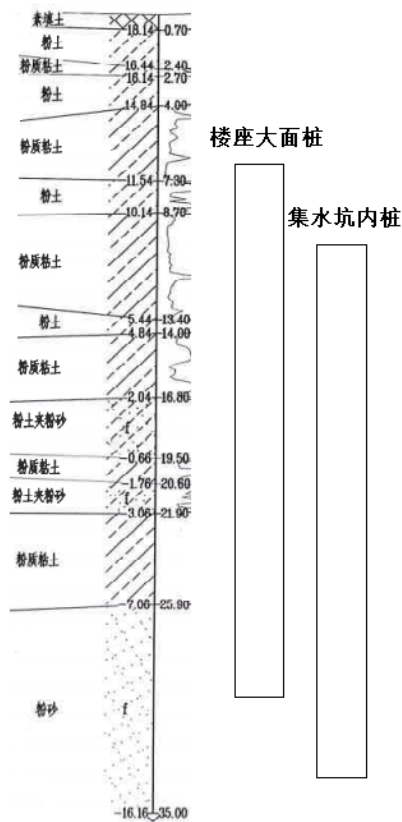 素填土
18.14 0.70
粉土
16.44 2.40
粉质粘土
16.14 2.70
粉土
14.84 4.00
粉质粘土
楼座大面桩
11.54 7.30
粉土
10.14 8.70
集水坑内桩
粉质粘土
5.44 13.40
粉土
4.84 14.00
粉质粘土
2.04 16.80
粉土夹粉砂
f
-0.66 19.50
粉质粘土
-1.76 20.60
粉土夹粉砂
f
-3.06 21.90
粉质粘土
-7.06 25.90
粉砂
f
-16.16 35.00